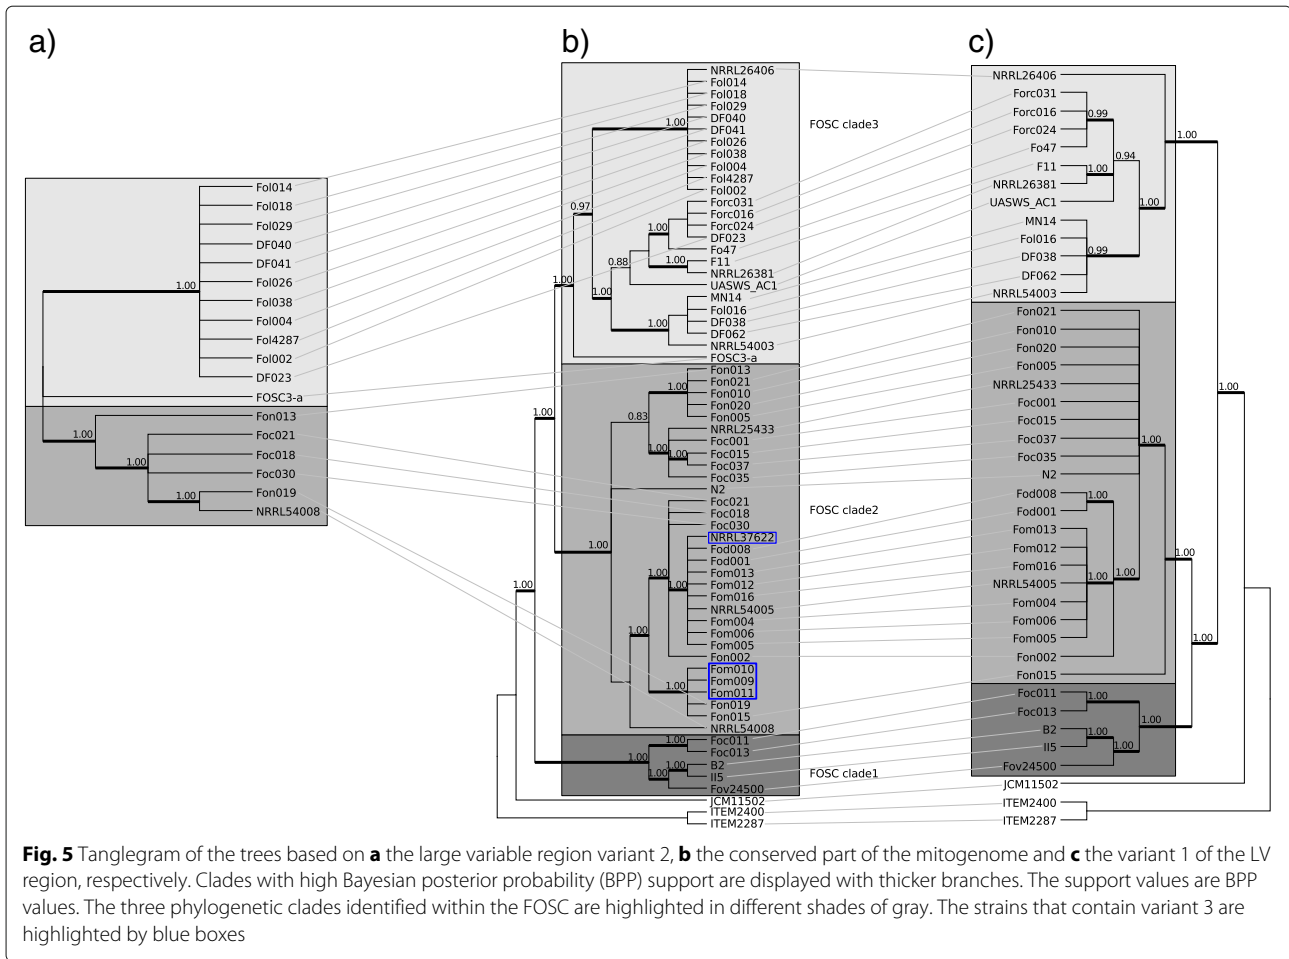 a)
b)
c)
Fol014
Fol018
Fol029
DF040
DF041
Fol026
Fol038
Fol004
Fol4287
Fol002
DF023
FOSC3-a
Fon013
Foc021
Foc018
Foc030
Fon019
NRRL54008
1.00
1.00
1.00
1.00
NRRL26406
Fol014
Fol018
Fol029
DF040
DF041
Fol026
Fol038
Fol004
Fol4287
Fol002
Forc031
Forc016
Forc024
DF023
Fo47
F11
NRRL26381
UASWS_AC1
MN14
Fol016
DF038
DF062
NRRL54003
FOSC3-a
Fon013
Fon021
Fon010
Fon020
Fon005
NRRL25433
Foc001
Foc015
Foc037
Foc035
N2
Foc021
Foc018
Foc030
NRRL37622
Fod008
Fod001
Fom013
Fom012
Fom016
NRRL54005
Fom004
Fom006
Fom005
Fon002
Fom010
Fom009
Fom011
Fon019
Fon015
NRRL54008
Foc011
Foc013
B2
II5
Fov24500
JCM11502
ITEM2400
ITEM2287
1.00
0.97
1.00
1.00
0.88
1.00
1.00
1.00
1.00
0.83
1.00
1.00
1.00
1.00
1.00
1.00
1.00
1.00
1.00
1.00
1.00
1.00
1.00
FOSC clade3
FOSC clade2
FOSC clade1
NRRL26406
Forc031
Forc016
Forc024
Fo47
F11
NRRL26381
UASWS_AC1
MN14
Fol016
DF038
DF062
NRRL54003
Fon021
Fon010
Fon020
Fon005
NRRL25433
Foc001
Foc015
Foc037
Foc035
N2
Fod008
Fod001
Fom013
Fom012
Fom016
NRRL54005
Fom004
Fom006
Fom005
Fon002
Fon015
Foc011
Foc013
B2
II5
Fov24500
JCM11502
ITEM2400
ITEM2287
0.99
1.00
0.94
1.00
1.00
0.99
1.00
1.00
1.00
1.00
1.00
1.00
1.00
1.00
1.00
1.00
1.00
Fig. 5 Tanglegram of the trees based on a the large variable region variant 2, b the conserved part of the mitogenome and c the variant 1 of the LV
region, respectively. Clades with high Bayesian posterior probability (BPP) support are displayed with thicker branches. The support values are BPP
values. The three phylogenetic clades identified within the FOSC are highlighted in different shades of gray. The strains that contain variant 3 are
highlighted by blue boxes